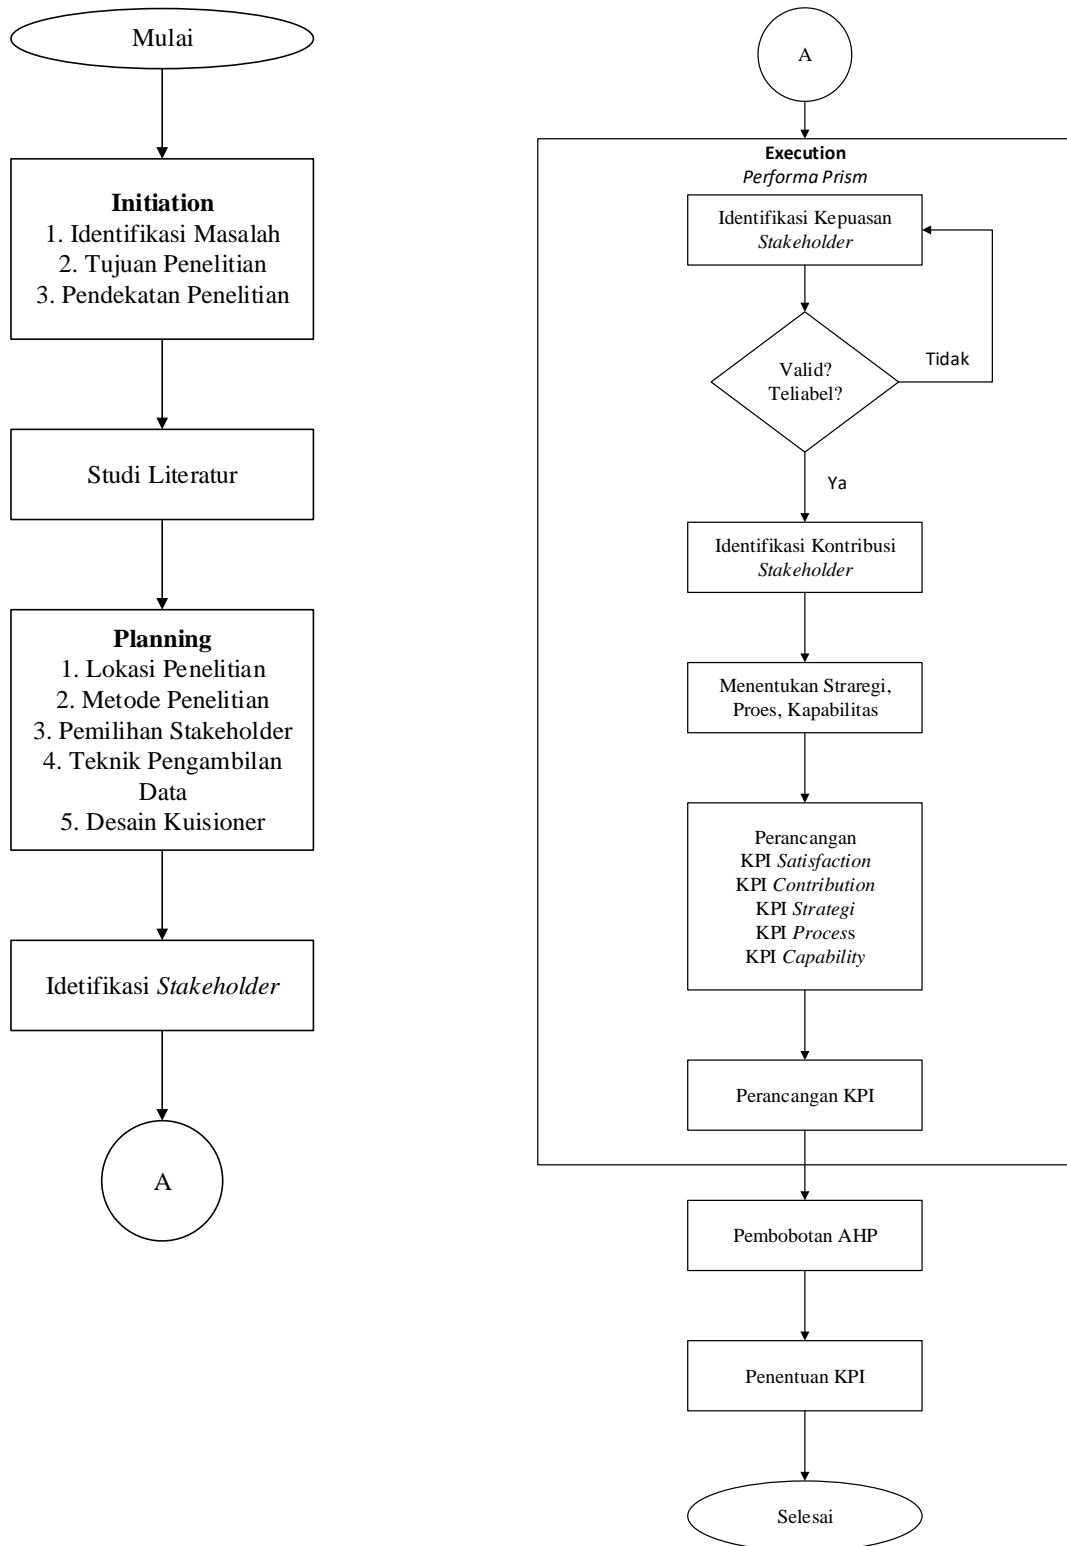 Mulai
Initiation
1. Identifikasi Masalah
2. Tujuan Penelitian
3. Pendekatan Penelitian
Studi Literatur
Planning
1. Lokasi Penelitian
2. Metode Penelitian
3. Pemilihan Stakeholder
4. Teknik Pengambilan
Data
5. Desain Kuisioner
Idetifikasi Stakeholder
A
A
Execution
Performa Prism
Identifikasi Kepuasan
Stakeholder
Valid?
Teliabel?
Tidak
Ya
Identifikasi Kontribusi
Stakeholder
Menentukan Straregi,
Proes, Kapabilitas
Perancangan
KPI Satisfaction
KPI Contribution
KPI Strategi
KPI Process
KPI Capability
Perancangan KPI
Pembobotan AHP
Penentuan KPI
Selesai